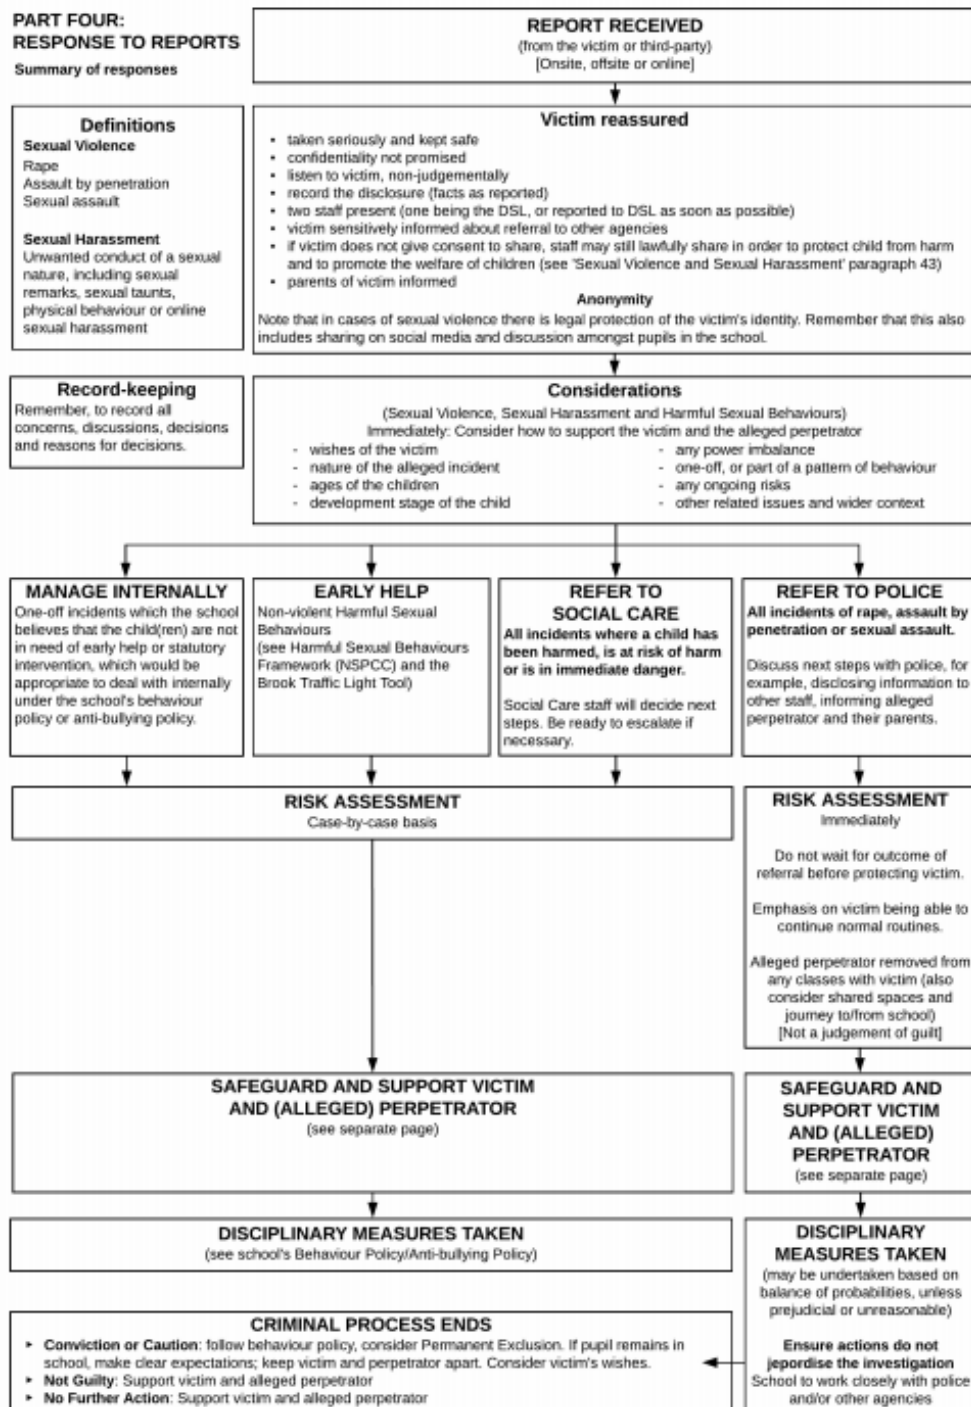 PART FOUR:
RESPONSE TO REPORTS
Summary of responses
REPORT RECEIVED
(from the victim or third-party)
[Onsite, offsite or online]
Definitions
Sexual Violence
Rape
Assault by penetration
Sexual assault
Sexual Harassment
Unwanted conduct of a sexual
nature, including sexual
remarks, sexual taunts,
physical behaviour or online
sexual harassment
Victim reassured
• taken seriously and kept safe
• confidentiality not promised
• listen to victim, non-judgementally
• record the disclosure (facts as reported)
• two staff present (one being the DSL, or reported to DSL as soon as possible)
• victim sensitively informed about referral to other agencies
• if victim does not give consent to share, staff may still lawfully share in order to protect child from harm
and to promote the welfare of children (see 'Sexual Violence and Sexual Harassment' paragraph 43)
• parents of victim informed
Anonymity
Note that in cases of sexual violence there is legal protection of the victim's identity. Remember that this also
includes sharing on social media and discussion amongst pupils in the school.
Record-keeping
Remember, to record all
concerns, discussions, decisions
and reasons for decisions.
Considerations
(Sexual Violence, Sexual Harassment and Harmful Sexual Behaviours)
Immediately: Consider how to support the victim and the alleged perpetrator
- wishes of the victim
- nature of the alleged incident
- ages of the children
- development stage of the child
- any power imbalance
- one-off, or part of a pattern of behaviour
- any ongoing risks
- other related issues and wider context
MANAGE INTERNALLY
One-off incidents which the school
believes that the child(ren) are not
in need of early help or statutory
intervention, which would be
appropriate to deal with internally
under the school's behaviour
policy or anti-bullying policy.
EARLY HELP
Non-violent Harmful Sexual
Behaviours
(see Harmful Sexual Behaviours
Framework (NSPCC) and the
Brook Traffic Light Tool)
REFER TO
SOCIAL CARE
All incidents where a child has
been harmed, is at risk of harm
or is in immediate danger.
Social Care staff will decide next
steps. Be ready to escalate if
necessary.
REFER TO POLICE
All incidents of rape, assault by
penetration or sexual assault.
Discuss next steps with police, for
example, disclosing information to
other staff, informing alleged
perpetrator and their parents.
RISK ASSESSMENT
Case-by-case basis
RISK ASSESSMENT
Immediately
Do not wait for outcome of
referral before protecting victim.
Emphasis on victim being able to
continue normal routines.
Alleged perpetrator removed from
any classes with victim (also
consider shared spaces and
journey to/from school)
[Not a judgement of guilt]
SAFEGUARD AND SUPPORT VICTIM
AND (ALLEGED) PERPETRATOR
(see separate page)
SAFEGUARD AND
SUPPORT VICTIM
AND (ALLEGED)
PERPETRATOR
(see separate page)
DISCIPLINARY MEASURES TAKEN
(see school's Behaviour Policy/Anti-bullying Policy)
DISCIPLINARY
MEASURES TAKEN
(may be undertaken based on
balance of probabilities, unless
prejudicial or unreasonable)
Ensure actions do not
jepordise the investigation
School to work closely with police
and/or other agencies
CRIMINAL PROCESS ENDS
▸ Conviction or Caution: follow behaviour policy, consider Permanent Exclusion. If pupil remains in
school, make clear expectations; keep victim and perpetrator apart. Consider victim's wishes.
▸ Not Guilty: Support victim and alleged perpetrator
▸ No Further Action: Support victim and alleged perpetrator